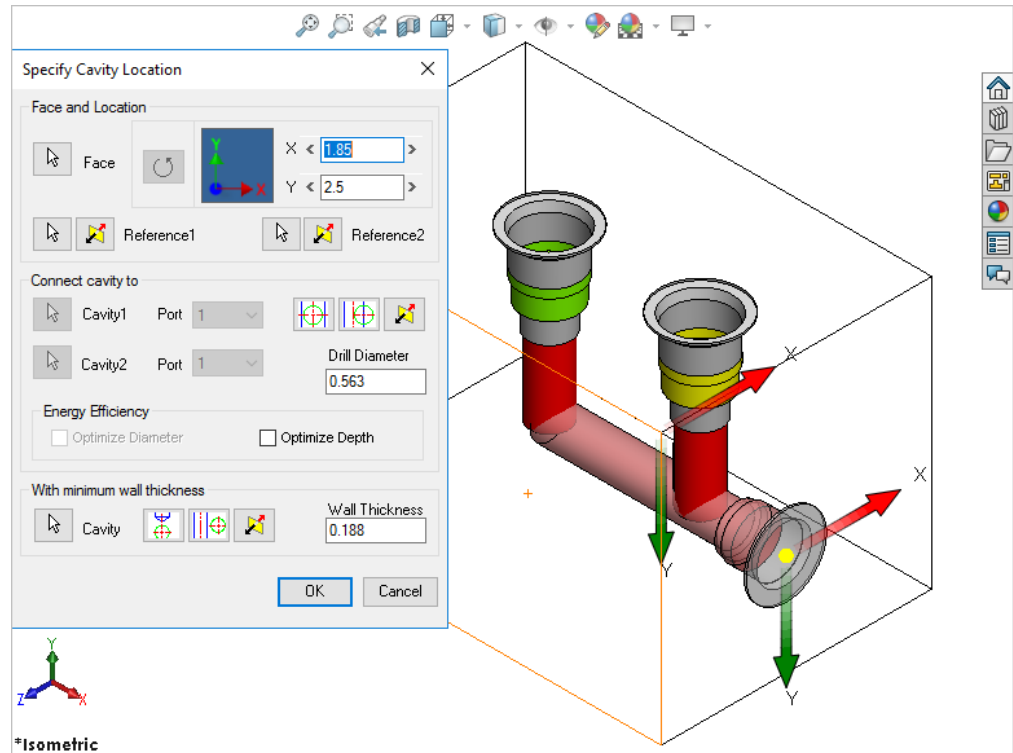 Specify Cavity Location
Face and Location
Face
Y
X
X < 1.85 >
Y < 2.5 >
Reference1
Reference2
Connect cavity to
Cavity1 Port 1
Cavity2 Port 1
Drill Diameter
0.563
Energy Efficiency
Optimize Diameter
Optimize Depth
With minimum wall thickness
Cavity
Wall Thickness
0.188
OK
Cancel
X
X
Y
Y
Y
Z
X
*Isometric